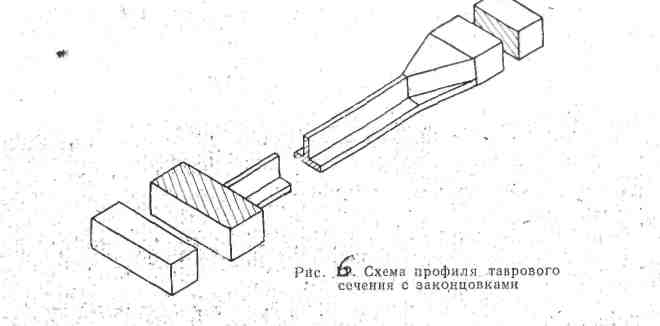 Рис. 6. Схема профиля таврового
сечения с законцовками